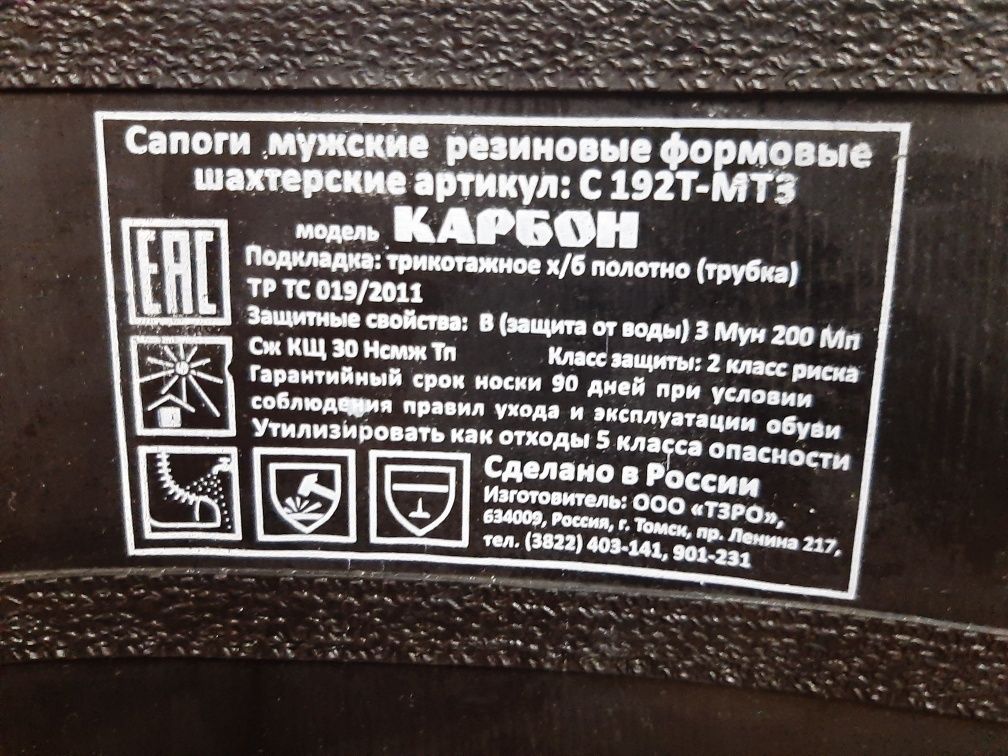 Сапоги мужские резиновые формовые
шахтерские артикул: С 192Т-МТЗ
модель КАРБОН
ЕАС
Подкладка: трикотажное х/б полотно (трубка)
ТР ТС 019/2011
Защитные свойства: В (защита от воды) З Мун 200 Мп
Сж КЩ 30 Нсмж Тп Класс защиты: 2 класс риска
Гарантийный срок носки 90 дней при условии
соблюдения правил ухода и эксплуатации обуви
Утилизировать как отходы 5 класса опасности
Сделано в России
Изготовитель: ООО «ТЗРО»,
634009, Россия, г. Томск, пр. Ленина 217,
тел. (3822) 403-141, 901-231